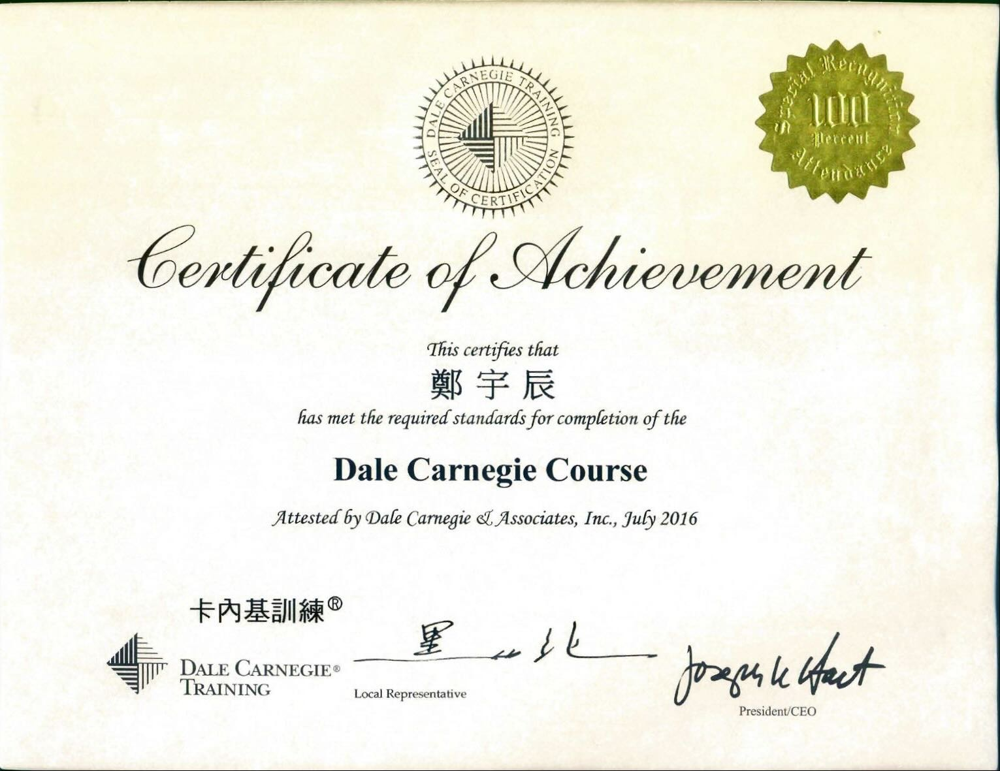 DALE CARNEGIE TRAINING
SEAL OF CERTIFICATION
Special Recognition
100
Percent
Attendance
Certificate of Achievement
This certifies that
鄭宇辰
has met the required standards for completion of the
Dale Carnegie Course
Attested by Dale Carnegie & Associates, Inc., July 2016
卡內基訓練®
DALE CARNEGIE®
TRAINING
Local Representative
Joseph K Hart
President/CEO